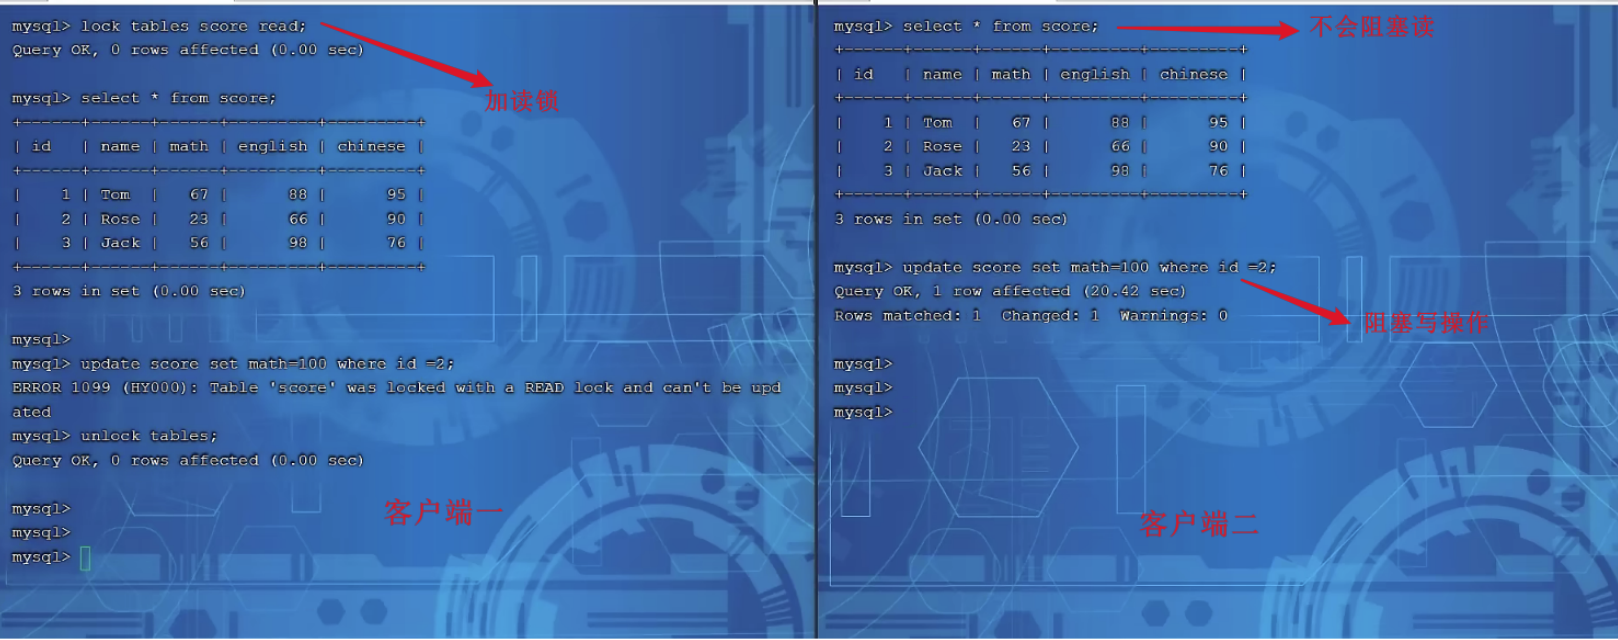 mysql> lock tables score read;
Query OK, 0 rows affected (0.00 sec)
加读锁
mysql> select * from score;
+------+------+------+---------+---------+
| id   | name | math | english | chinese |
+------+------+------+---------+---------+
|    1 | Tom  |   67 |      88 |      95 |
|    2 | Rose |   23 |      66 |      90 |
|    3 | Jack |   56 |      98 |      76 |
+------+------+------+---------+---------+
3 rows in set (0.00 sec)
mysql>
mysql> update score set math=100 where id =2;
ERROR 1099 (HY000): Table 'score' was locked with a READ lock and can't be upd
ated
mysql> unlock tables;
Query OK, 0 rows affected (0.00 sec)
mysql>
mysql>
mysql>
客户端一
mysql> select * from score;
不会阻塞读
+------+------+------+---------+---------+
| id   | name | math | english | chinese |
+------+------+------+---------+---------+
|    1 | Tom  |   67 |      88 |      95 |
|    2 | Rose |   23 |      66 |      90 |
|    3 | Jack |   56 |      98 |      76 |
+------+------+------+---------+---------+
3 rows in set (0.00 sec)
mysql> update score set math=100 where id =2;
Query OK, 1 row affected (20.42 sec)
Rows matched: 1  Changed: 1  Warnings: 0
阻塞写操作
mysql>
mysql>
mysql>
客户端二